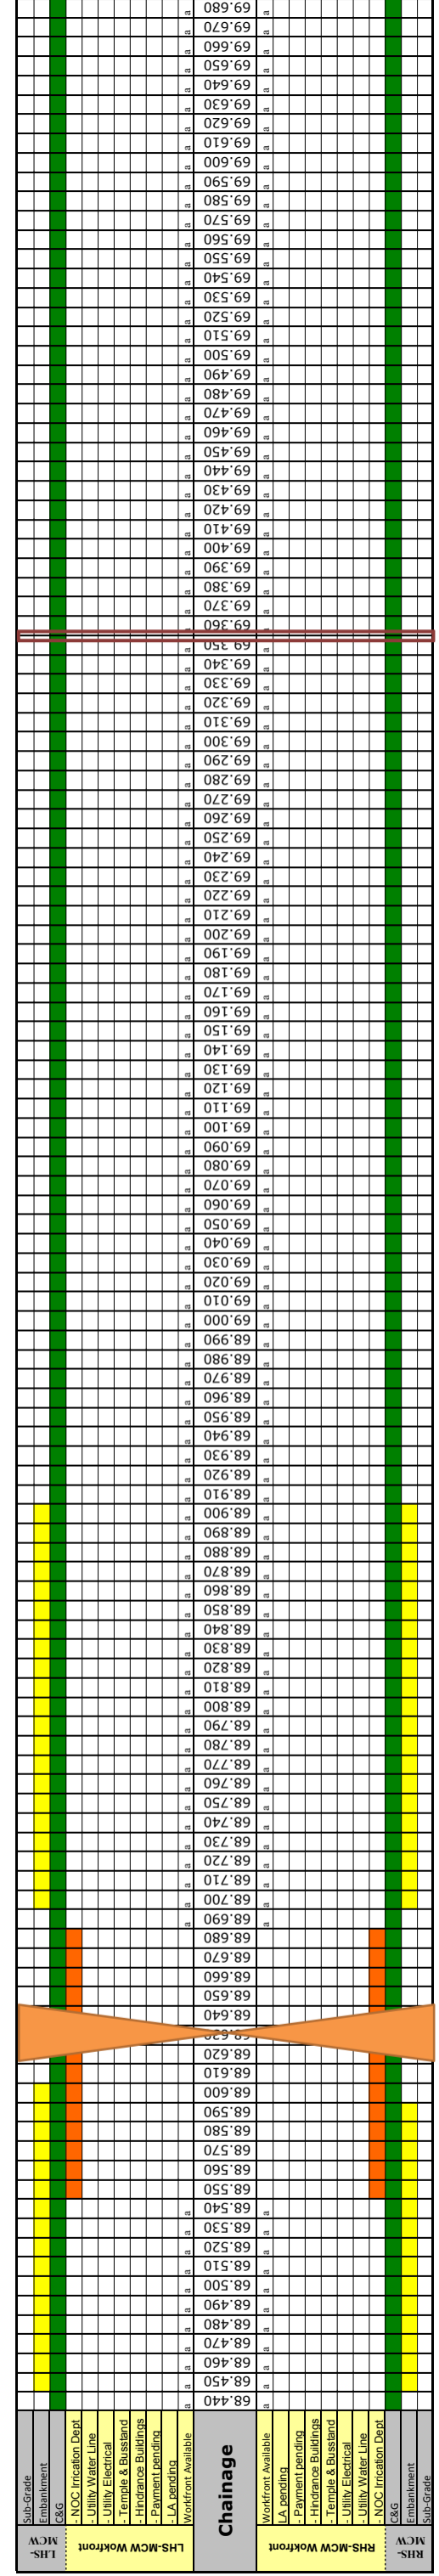 a 69.680 a
a 69.670 a
a 69.660 a
a 69.650 a
a 69.640 a
a 69.630 a
a 69.620 a
a 69.610 a
a 69.600 a
a 69.590 a
a 69.580 a
a 69.570 a
a 69.560 a
a 69.550 a
a 69.540 a
a 69.530 a
a 69.520 a
a 69.510 a
a 69.500 a
a 69.490 a
a 69.480 a
a 69.470 a
a 69.460 a
a 69.450 a
a 69.440 a
a 69.430 a
a 69.420 a
a 69.410 a
a 69.400 a
a 69.390 a
a 69.380 a
a 69.370 a
a 69.360 a
a 69.350 a
a 69.340 a
a 69.330 a
a 69.320 a
a 69.310 a
a 69.300 a
a 69.290 a
a 69.280 a
a 69.270 a
a 69.260 a
a 69.250 a
a 69.240 a
a 69.230 a
a 69.220 a
a 69.210 a
a 69.200 a
a 69.190 a
a 69.180 a
a 69.170 a
a 69.160 a
a 69.150 a
a 69.140 a
a 69.130 a
a 69.120 a
a 69.110 a
a 69.100 a
a 69.090 a
a 69.080 a
a 69.070 a
a 69.060 a
a 69.050 a
a 69.040 a
a 69.030 a
a 69.020 a
a 69.010 a
a 69.000 a
a 68.990 a
a 68.980 a
a 68.970 a
a 68.960 a
a 68.950 a
a 68.940 a
a 68.930 a
a 68.920 a
a 68.910 a
a 68.900 a
a 68.890 a
a 68.880 a
a 68.870 a
a 68.860 a
a 68.850 a
a 68.840 a
a 68.830 a
a 68.820 a
a 68.810 a
a 68.800 a
a 68.790 a
a 68.780 a
a 68.770 a
a 68.760 a
a 68.750 a
a 68.740 a
a 68.730 a
a 68.720 a
a 68.710 a
a 68.700 a
a 68.690 a
68.680
68.670
68.660
68.650
68.640
68.630
68.620
68.610
68.600
68.590
68.580
68.570
68.560
68.550
a 68.540 a
a 68.530 a
a 68.520 a
a 68.510 a
a 68.500 a
a 68.490 a
a 68.480 a
a 68.470 a
a 68.460 a
a 68.450 a
a 68.440 a
Sub-Grade
Embankment
C&G
- NOC Irrication Dept
- Utility Water Line
- Utility Electrical
- Temple & Busstand
- Hindrance Buildings
- Payment pending
- LA pending
Workfront Available
Chainage
Workfront Available
LA pending
- Payment pending
- Hindrance Buildings
- Temple & Busstand
- Utility Electrical
- Utility Water Line
- NOC Irrication Dept
C&G
Embankment
Sub-Grade
LHS-
MCW
LHS-MCW Wokfront
RHS-MCW Wokfront
RHS-
MCW